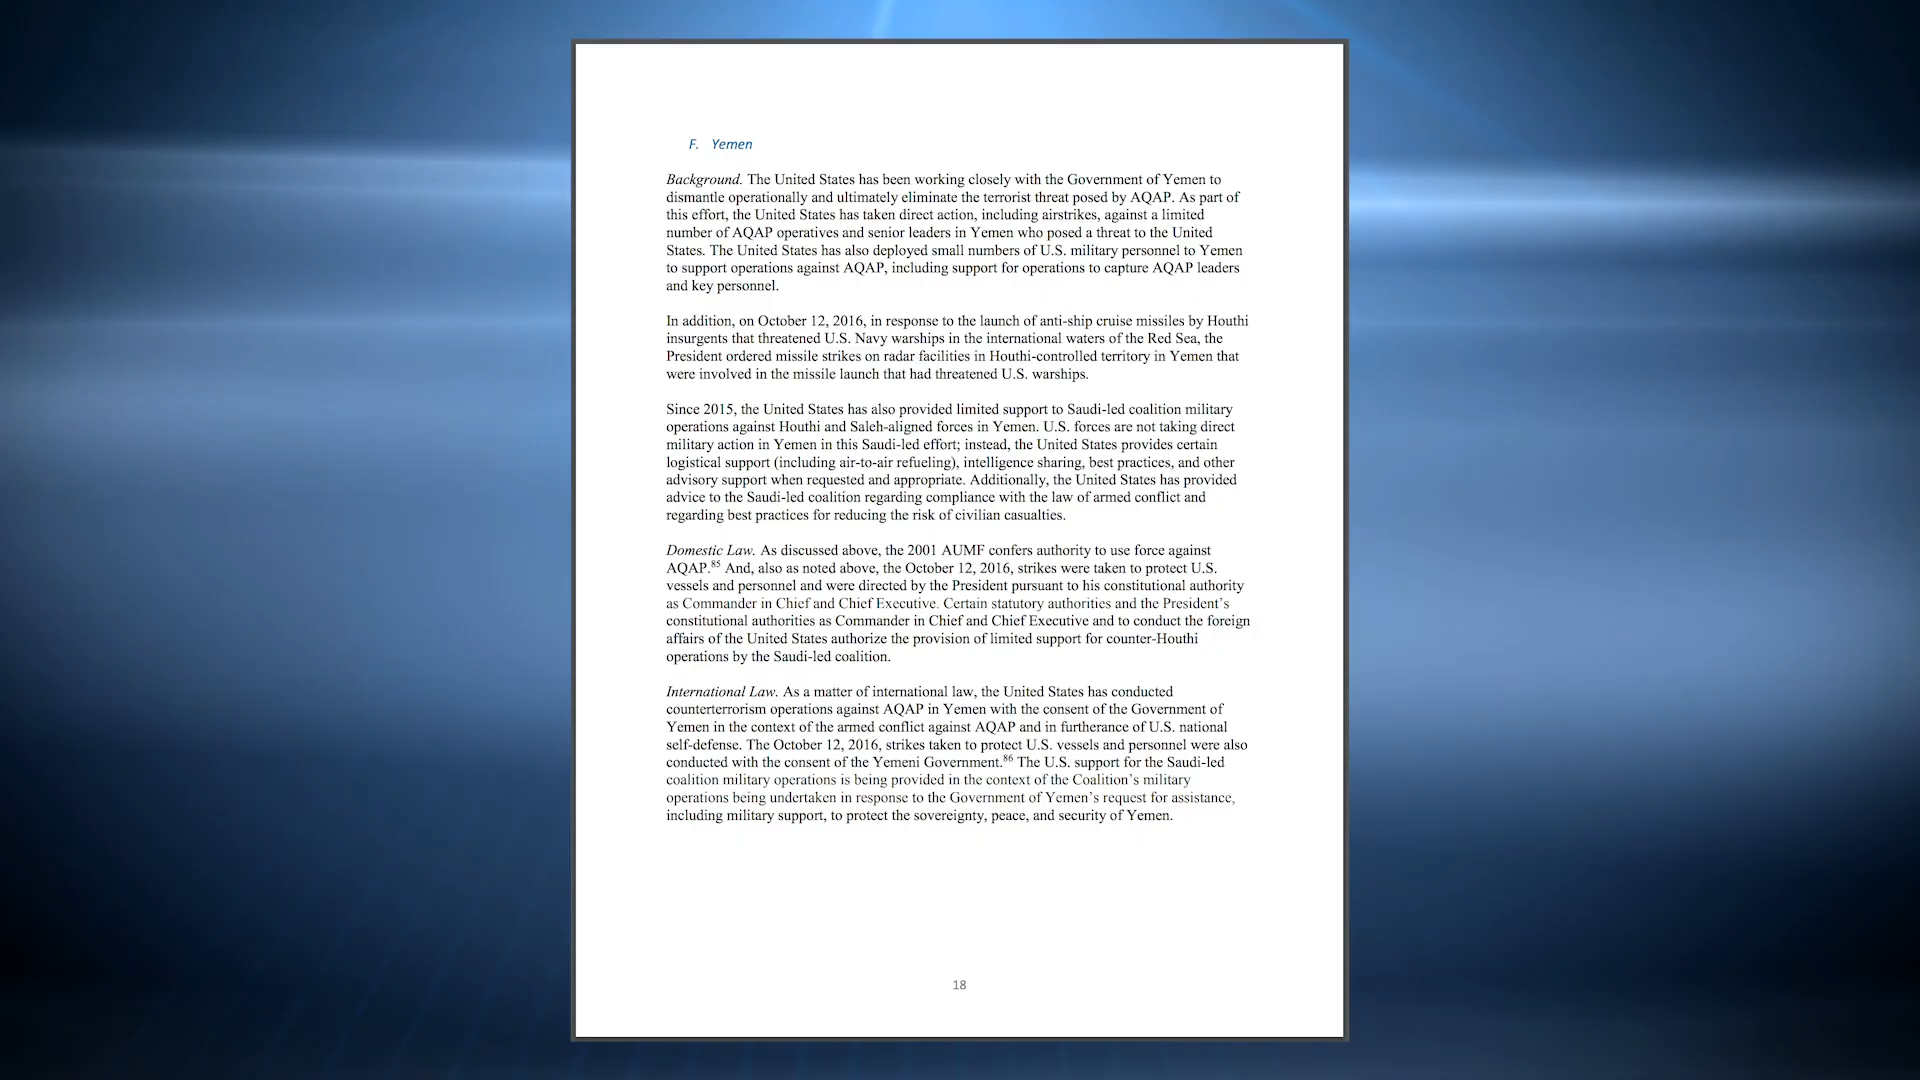 F. Yemen
Background. The United States has been working closely with the Government of Yemen to
dismantle operationally and ultimately eliminate the terrorist threat posed by AQAP. As part of
this effort, the United States has taken direct action, including airstrikes, against a limited
number of AQAP operatives and senior leaders in Yemen who posed a threat to the United
States. The United States has also deployed small numbers of U.S. military personnel to Yemen
to support operations against AQAP, including support for operations to capture AQAP leaders
and key personnel.
In addition, on October 12, 2016, in response to the launch of anti-ship cruise missiles by Houthi
insurgents that threatened U.S. Navy warships in the international waters of the Red Sea, the
President ordered missile strikes on radar facilities in Houthi-controlled territory in Yemen that
were involved in the missile launch that had threatened U.S. warships.
Since 2015, the United States has also provided limited support to Saudi-led coalition military
operations against Houthi and Saleh-aligned forces in Yemen. U.S. forces are not taking direct
military action in Yemen in this Saudi-led effort; instead, the United States provides certain
logistical support (including air-to-air refueling), intelligence sharing, best practices, and other
advisory support when requested and appropriate. Additionally, the United States has provided
advice to the Saudi-led coalition regarding compliance with the law of armed conflict and
regarding best practices for reducing the risk of civilian casualties.
Domestic Law. As discussed above, the 2001 AUMF confers authority to use force against
AQAP.85 And, also as noted above, the October 12, 2016, strikes were taken to protect U.S.
vessels and personnel and were directed by the President pursuant to his constitutional authority
as Commander in Chief and Chief Executive. Certain statutory authorities and the President's
constitutional authorities as Commander in Chief and Chief Executive and to conduct the foreign
affairs of the United States authorize the provision of limited support for counter-Houthi
operations by the Saudi-led coalition.
International Law. As a matter of international law, the United States has conducted
counterterrorism operations against AQAP in Yemen with the consent of the Government of
Yemen in the context of the armed conflict against AQAP and in furtherance of U.S. national
self-defense. The October 12, 2016, strikes taken to protect U.S. vessels and personnel were also
conducted with the consent of the Yemeni Government.86 The U.S. support for the Saudi-led
coalition military operations is being provided in the context of the Coalition's military
operations being undertaken in response to the Government of Yemen's request for assistance,
including military support, to protect the sovereignty, peace, and security of Yemen.
18